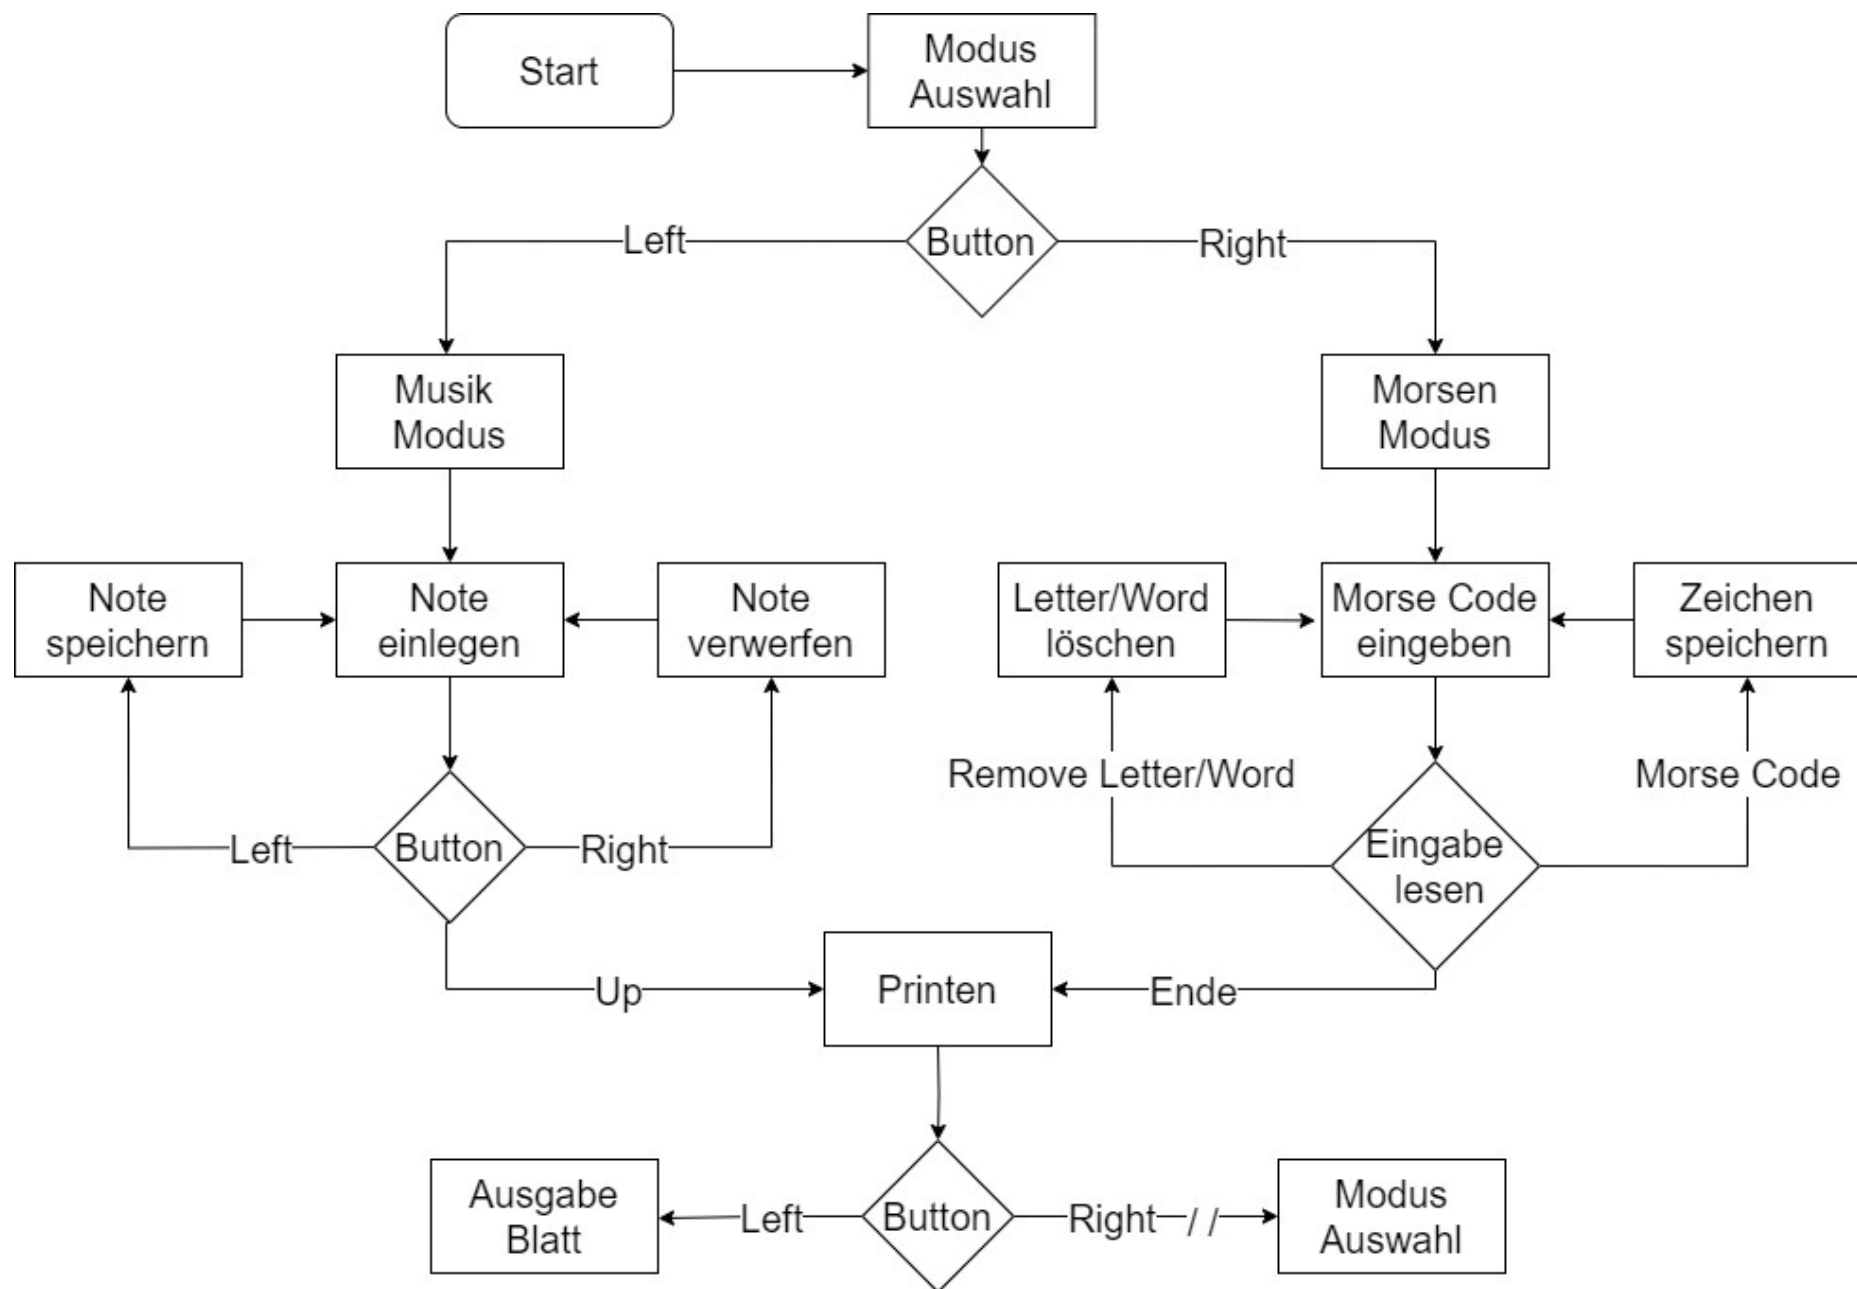 Start
Modus
Auswahl
Button
Left
Right
Musik
Modus
Morsen
Modus
Note
speichern
Note
einlegen
Note
verwerfen
Letter/Word
löschen
Morse Code
eingeben
Zeichen
speichern
Remove Letter/Word
Morse Code
Left
Button
Right
Eingabe
lesen
Up
Printen
Ende
Ausgabe
Blatt
Left
Button
Right
//
Modus
Auswahl